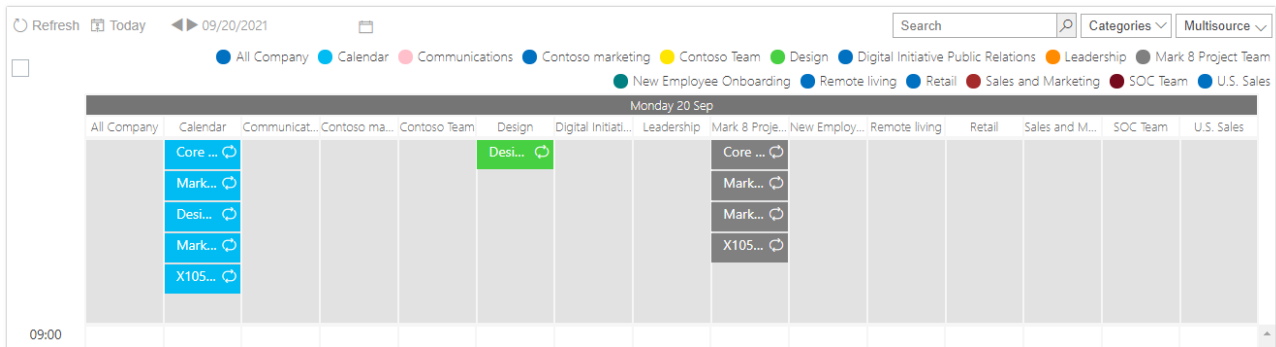 Refresh Today 09/20/2021 Search Categories Multisource
All Company Calendar Communications Contoso marketing Contoso Team Design Digital Initiative Public Relations Leadership Mark 8 Project Team
New Employee Onboarding Remote living Retail Sales and Marketing SOC Team U.S. Sales
Monday 20 Sep
All Company Calendar Communicat... Contoso ma... Contoso Team Design Digital Initiati... Leadership Mark 8 Proje... New Employ... Remote living Retail Sales and M... SOC Team U.S. Sales
Core ... Desi... Core ...
Mark... Mark...
Desi... Mark...
Mark... X105...
X105...
09:00